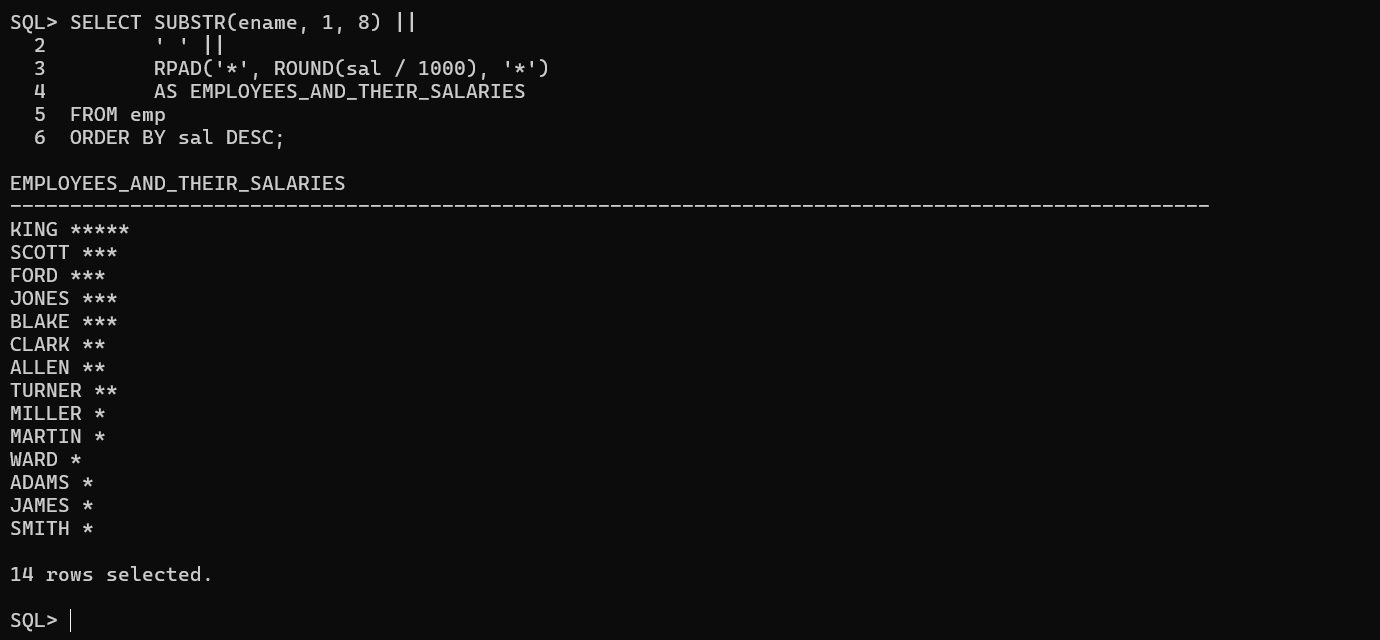 SQL> SELECT SUBSTR(ename, 1, 8) ||
  2         ' ' ||
  3         RPAD('*', ROUND(sal / 1000), '*')
  4         AS EMPLOYEES_AND_THEIR_SALARIES
  5  FROM emp
  6  ORDER BY sal DESC;

EMPLOYEES_AND_THEIR_SALARIES
----------------------------------------------------------------------------------------------------
KING *****
SCOTT ***
FORD ***
JONES ***
BLAKE ***
CLARK **
ALLEN **
TURNER **
MILLER *
MARTIN *
WARD *
ADAMS *
JAMES *
SMITH *

14 rows selected.

SQL>